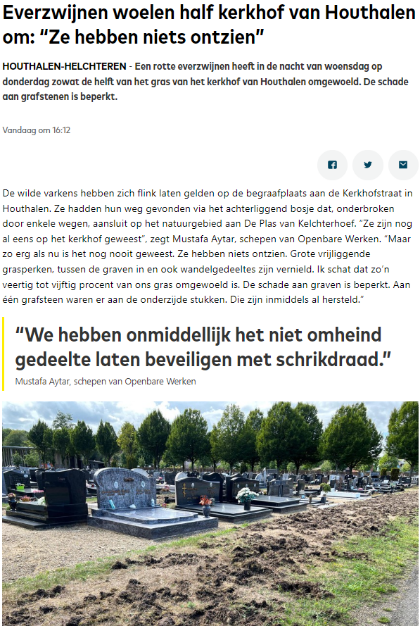 Everzwijnen woelen half kerkhof van Houthalen
om: “Ze hebben niets ontzien”
HOUTHALEN-HELCHTEREN - Een rotte everzwijnen heeft in de nacht van woensdag op
donderdag zowat de helft van het gras van het kerkhof van Houthalen omgewoeld. De schade
aan grafstenen is beperkt.
Vandaag om 16:12
De wilde varkens hebben zich flink laten gelden op de begraafplaats aan de Kerkhofstraat in
Houthalen. Ze hadden hun weg gevonden via het achterliggend bosje dat, onderbroken
door enkele wegen, aansluit op het natuurgebied aan De Plas van Kelchterhoef. “Ze zijn nog
al eens op het kerkhof geweest”, zegt Mustafa Aytar, schepen van Openbare Werken. “Maar
zo erg als nu is het nog nooit geweest. Ze hebben niets ontzien. Grote vrijliggende
grasperken, tussen de graven in en ook wandelgedeeltes zijn vernield. Ik schat dat zo’n
veertig tot vijftig procent van ons gras omgewoeld is. De schade aan graven is beperkt. Aan
één grafsteen waren er aan de onderzijde stukken. Die zijn inmiddels al hersteld.”
“We hebben onmiddellijk het niet omheind
gedeelte laten beveiligen met schrikdraad.”
Mustafa Aytar, schepen van Openbare Werken